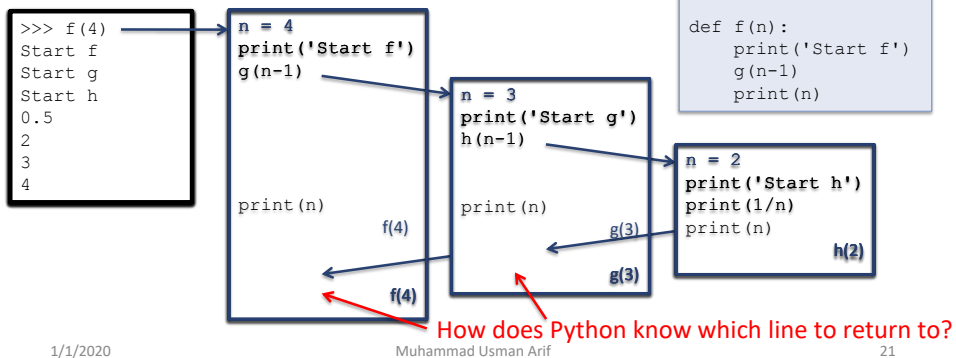 >>> f(4)
Start f
Start g
Start h
0.5
2
3
4
n = 4
print('Start f')
g(n-1)
print(n)
f(4)
f(4)
n = 3
print('Start g')
h(n-1)
print(n)
g(3)
g(3)
n = 2
print('Start h')
print(1/n)
print(n)
h(2)
def f(n):
    print('Start f')
    g(n-1)
    print(n)
How does Python know which line to return to?
1/1/2020
Muhammad Usman Arif
21